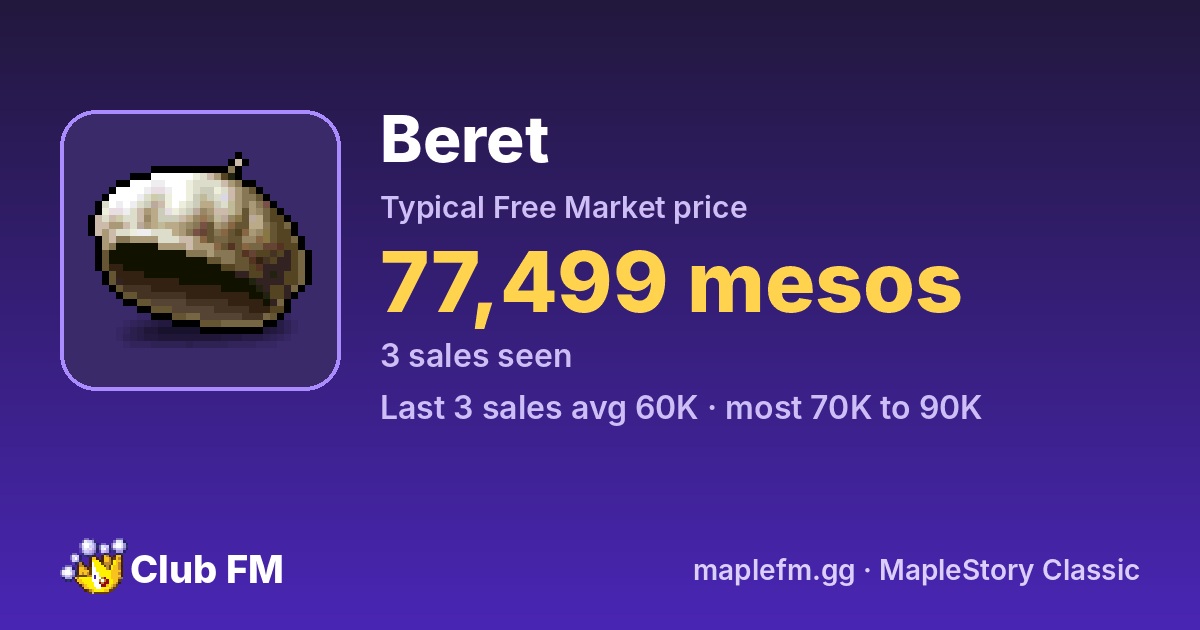 Beret
Typical Free Market price
77,499 mesos
3 sales seen
Last 3 sales avg 60K · most 70K to 90K
Club FM
maplefm.gg · MapleStory Classic